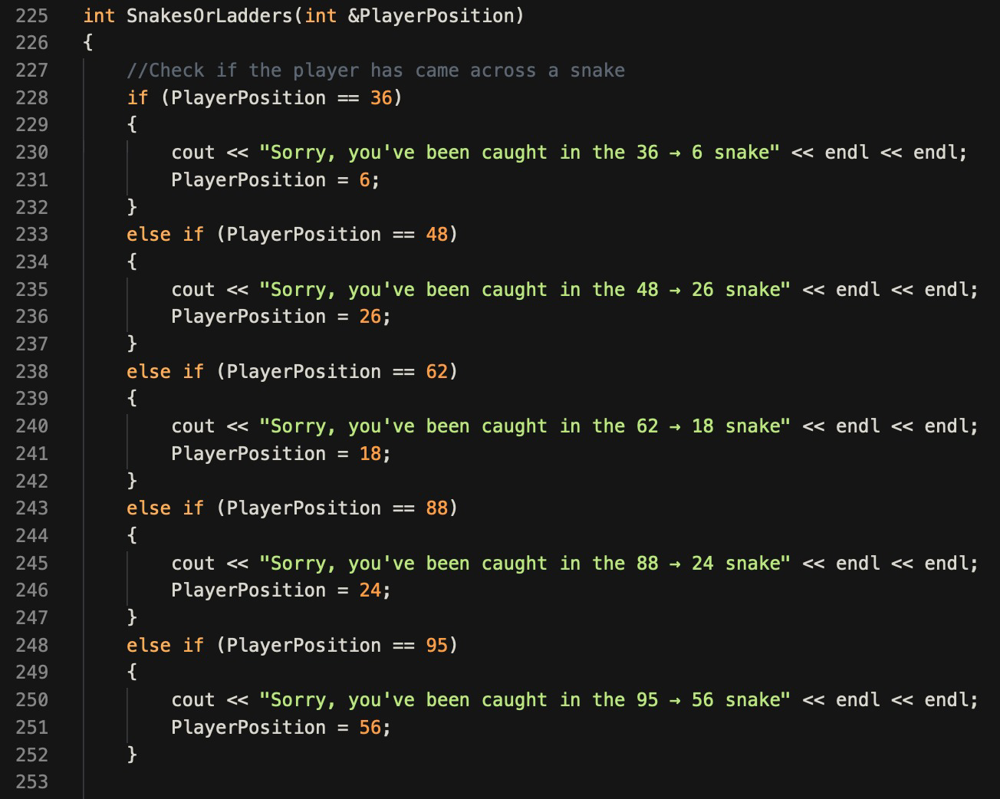 225 int SnakesOrLadders(int &PlayerPosition)
226 {
227     //Check if the player has came across a snake
228     if (PlayerPosition == 36)
229     {
230         cout << "Sorry, you've been caught in the 36 → 6 snake" << endl << endl;
231         PlayerPosition = 6;
232     }
233     else if (PlayerPosition == 48)
234     {
235         cout << "Sorry, you've been caught in the 48 → 26 snake" << endl << endl;
236         PlayerPosition = 26;
237     }
238     else if (PlayerPosition == 62)
239     {
240         cout << "Sorry, you've been caught in the 62 → 18 snake" << endl << endl;
241         PlayerPosition = 18;
242     }
243     else if (PlayerPosition == 88)
244     {
245         cout << "Sorry, you've been caught in the 88 → 24 snake" << endl << endl;
246         PlayerPosition = 24;
247     }
248     else if (PlayerPosition == 95)
249     {
250         cout << "Sorry, you've been caught in the 95 → 56 snake" << endl << endl;
251         PlayerPosition = 56;
252     }
253